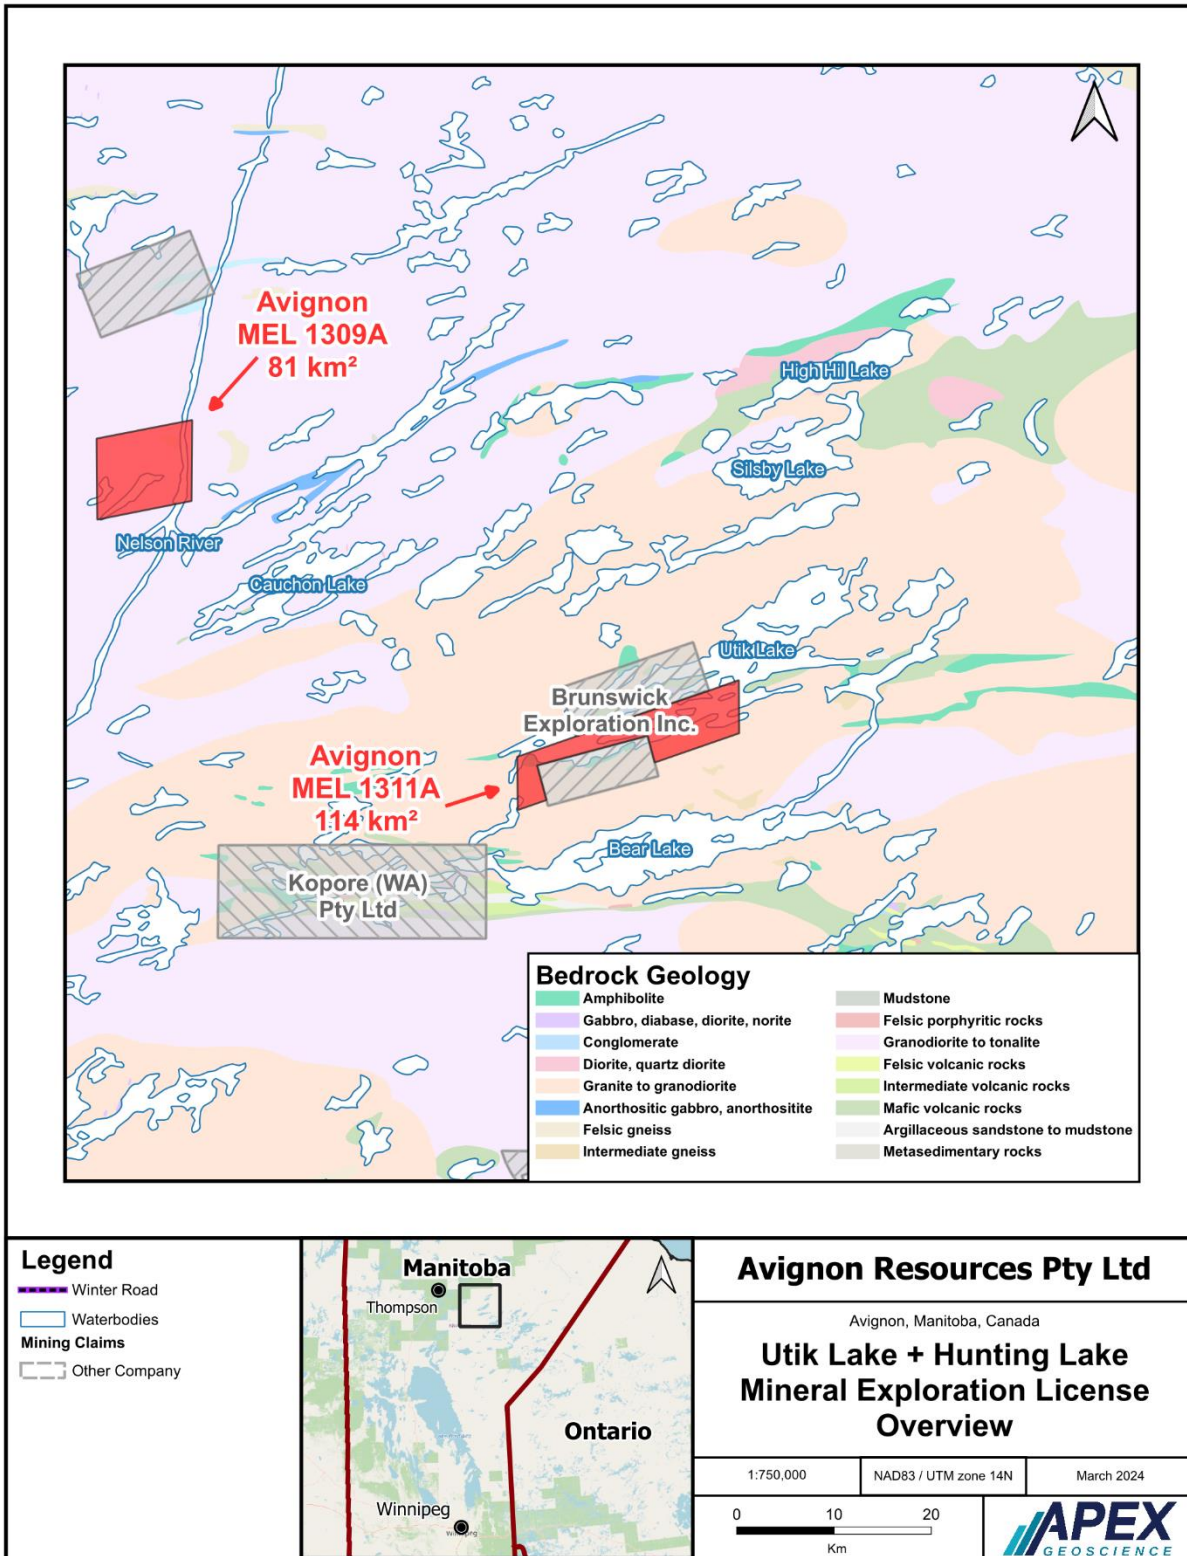 Avignon
MEL 1309A
81 km²
High Hil Lake
Silsby Lake
Nelson River
Cauchon Lake
Utik Lake
Brunswick
Exploration Inc.
Avignon
MEL 1311A
114 km²
Bear Lake
Kopore (WA)
Pty Ltd
Bedrock Geology
Amphibolite
Gabbro, diabase, diorite, norite
Conglomerate
Diorite, quartz diorite
Granite to granodiorite
Anorthositic gabbro, anorthositite
Felsic gneiss
Intermediate gneiss
Mudstone
Felsic porphyritic rocks
Granodiorite to tonalite
Felsic volcanic rocks
Intermediate volcanic rocks
Mafic volcanic rocks
Argillaceous sandstone to mudstone
Metasedimentary rocks
Legend
Winter Road
Waterbodies
Mining Claims
Other Company
Manitoba
Thompson
Ontario
Winnipeg
Winnipeg
Avignon Resources Pty Ltd
Avignon, Manitoba, Canada
Utik Lake + Hunting Lake
Mineral Exploration License
Overview
1:750,000
NAD83 / UTM zone 14N
March 2024
0 10 20
Km
APEX
GEOSCIENCE